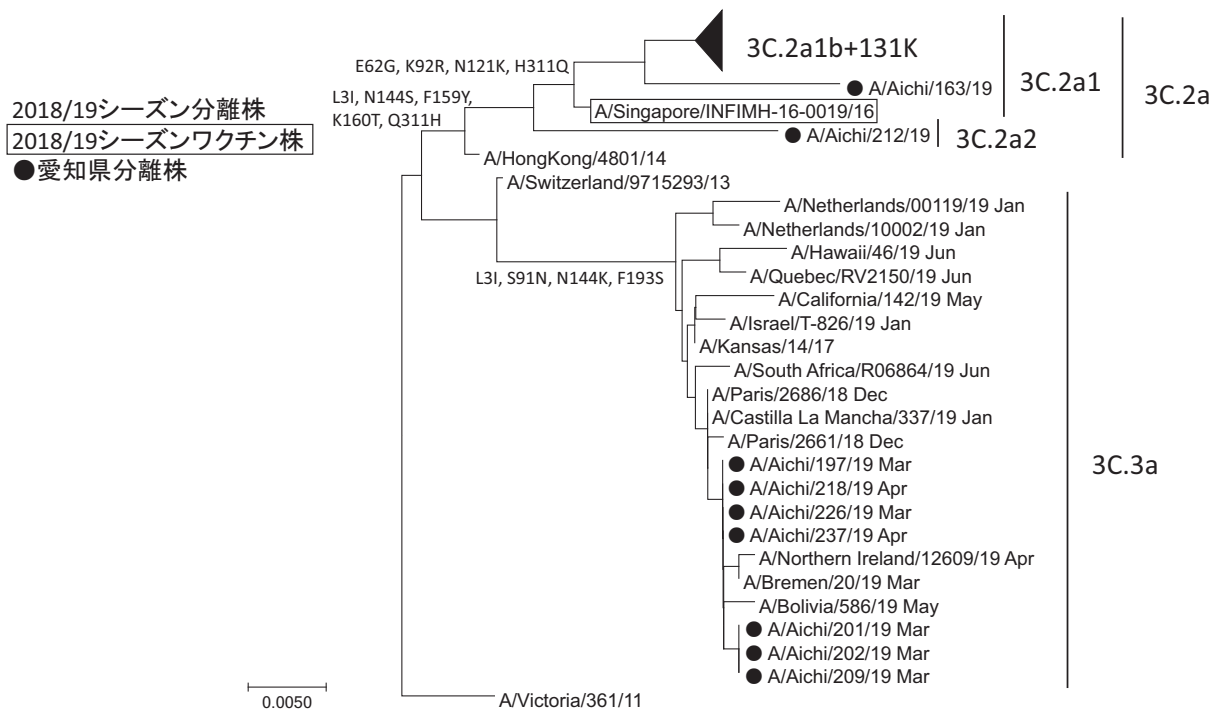 2018/19シーズン分離株
2018/19シーズンワクチン株
●愛知県分離株
E62G, K92R, N121K, H311Q
L3I, N144S, F159Y,
K160T, Q311H
L3I, S91N, N144K, F193S
3C.2a1b+131K
A/Aichi/163/19
A/Singapore/INFIMH-16-0019/16
A/Aichi/212/19
A/HongKong/4801/14
A/Switzerland/9715293/13
A/Netherlands/00119/19 Jan
A/Netherlands/10002/19 Jan
A/Hawaii/46/19 Jun
A/Quebec/RV2150/19 Jun
A/California/142/19 May
A/Israel/T-826/19 Jan
A/Kansas/14/17
A/South Africa/R06864/19 Jun
A/Paris/2686/18 Dec
A/Castilla La Mancha/337/19 Jan
A/Paris/2661/18 Dec
A/Aichi/197/19 Mar
A/Aichi/218/19 Apr
A/Aichi/226/19 Mar
A/Aichi/237/19 Apr
A/Northern Ireland/12609/19 Apr
A/Bremen/20/19 Mar
A/Bolivia/586/19 May
A/Aichi/201/19 Mar
A/Aichi/202/19 Mar
A/Aichi/209/19 Mar
A/Victoria/361/11
3C.2a1
3C.2a2
3C.2a
3C.3a
0.0050